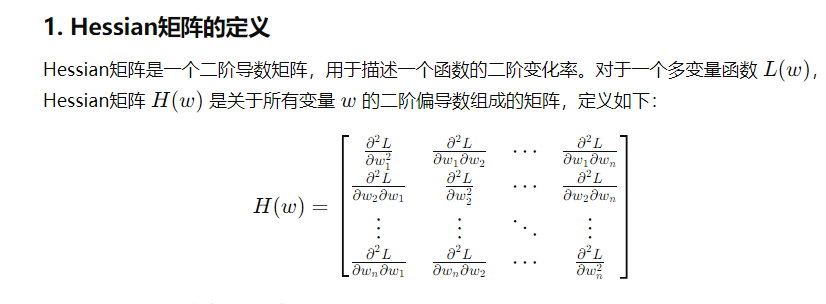 1. Hessian矩阵的定义
Hessian矩阵是一个二阶导数矩阵，用于描述一个函数的二阶变化率。对于一个多变量函数 L(w)，
Hessian矩阵 H(w) 是关于所有变量 w 的二阶偏导数组成的矩阵，定义如下：
H(w) = \begin{bmatrix} \frac{\partial^2 L}{\partial w_1^2} & \frac{\partial^2 L}{\partial w_1 \partial w_2} & \cdots & \frac{\partial^2 L}{\partial w_1 \partial w_n} \\
\frac{\partial^2 L}{\partial w_2 \partial w_1} & \frac{\partial^2 L}{\partial w_2^2} & \cdots & \frac{\partial^2 L}{\partial w_2 \partial w_n} \\
\vdots & \vdots & \ddots & \vdots \\
\frac{\partial^2 L}{\partial w_n \partial w_1} & \frac{\partial^2 L}{\partial w_n \partial w_2} & \cdots & \frac{\partial^2 L}{\partial w_n^2} \end{bmatrix}